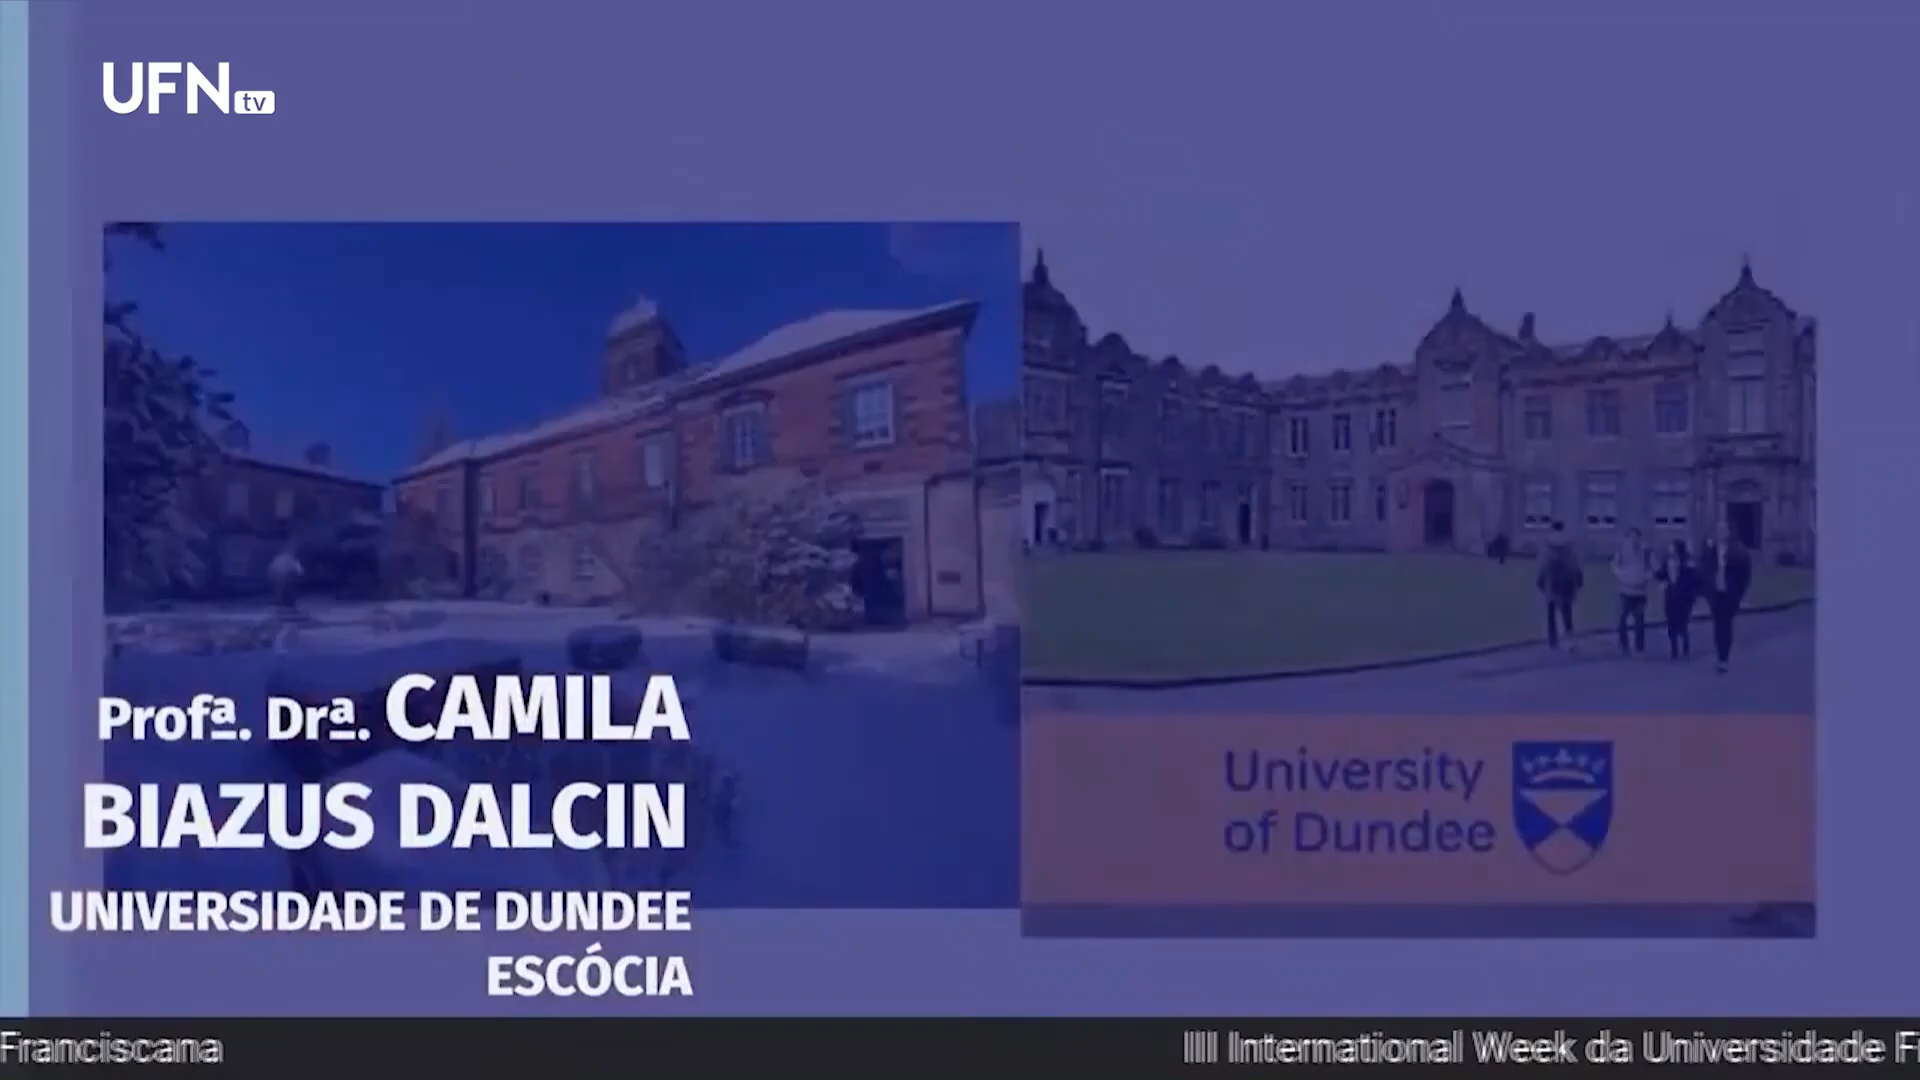 UFN tv
Profª. Drª. CAMILA
BIAZUS DALCIN
UNIVERSIDADE DE DUNDEE
ESCÓCIA
University
of Dundee
Franciscana
International Week da Universidade